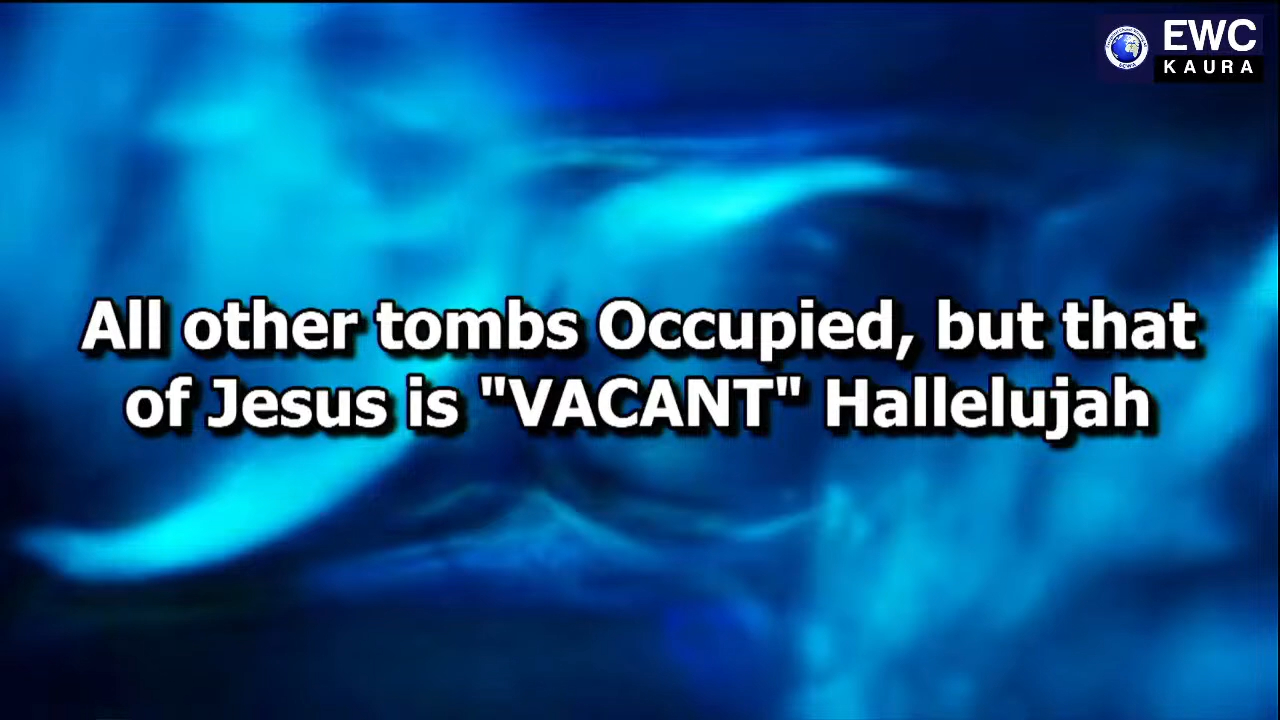 EWC
KAURA
All other tombs Occupied, but that
of Jesus is "VACANT" Hallelujah